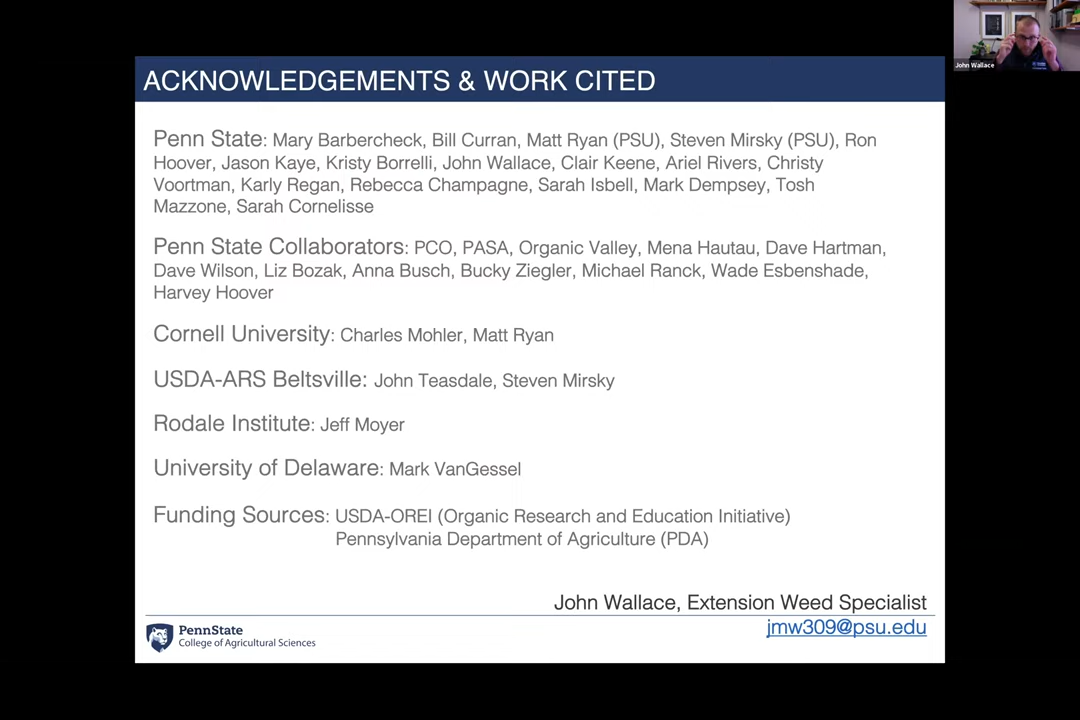 John Wallace
ACKNOWLEDGEMENTS & WORK CITED
Penn State: Mary Barbercheck, Bill Curran, Matt Ryan (PSU), Steven Mirsky (PSU), Ron
Hoover, Jason Kaye, Kristy Borrelli, John Wallace, Clair Keene, Ariel Rivers, Christy
Voortman, Karly Regan, Rebecca Champagne, Sarah Isbell, Mark Dempsey, Tosh
Mazzone, Sarah Cornelisse
Penn State Collaborators: PCO, PASA, Organic Valley, Mena Hautau, Dave Hartman,
Dave Wilson, Liz Bozak, Anna Busch, Bucky Ziegler, Michael Ranck, Wade Esbenshade,
Harvey Hoover
Cornell University: Charles Mohler, Matt Ryan
USDA-ARS Beltsville: John Teasdale, Steven Mirsky
Rodale Institute: Jeff Moyer
University of Delaware: Mark VanGessel
Funding Sources: USDA-OREI (Organic Research and Education Initiative)
Pennsylvania Department of Agriculture (PDA)
John Wallace, Extension Weed Specialist
jmw309@psu.edu
PennState
College of Agricultural Sciences